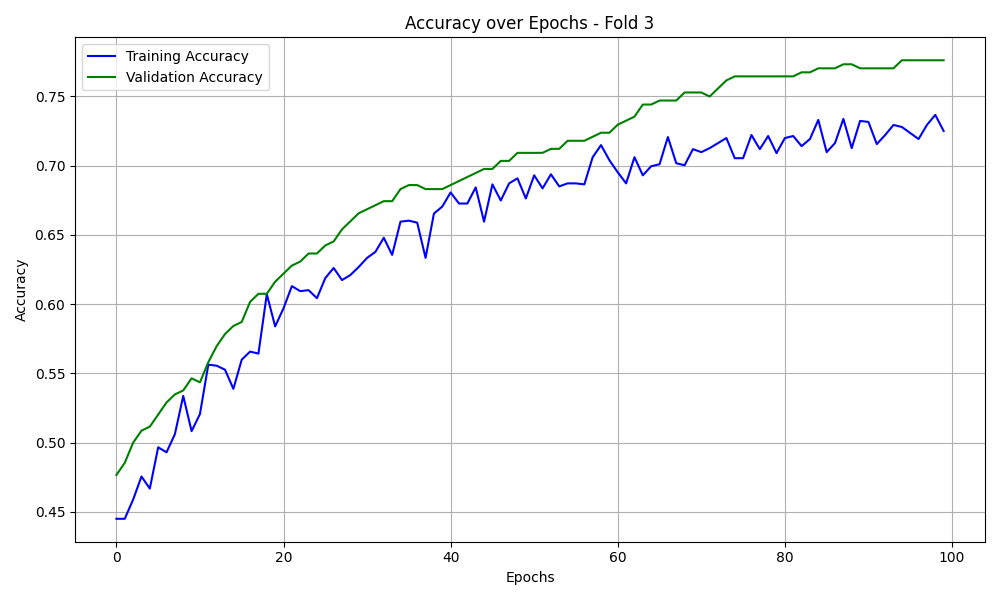 Accuracy over Epochs - Fold 3
Training Accuracy
Validation Accuracy
Accuracy
0.75
0.70
0.65
0.60
0.55
0.50
0.45
0 20 40 60 80 100
Epochs